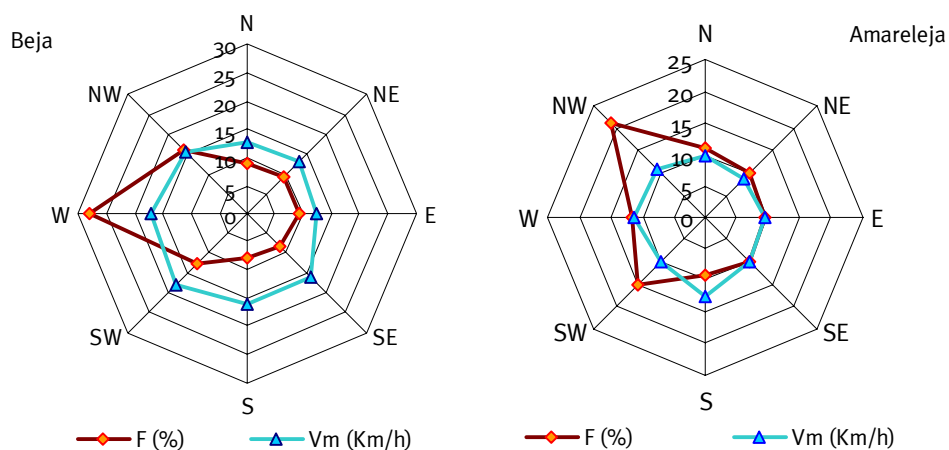 Beja
N
30
25
20
15
10
5
0
NW
NE
W
E
SW
SE
S
F (%)
Vm (Km/h)
Amareleja
N
25
20
15
10
5
0
NW
NE
W
E
SW
SE
S
F (%)
Vm (Km/h)